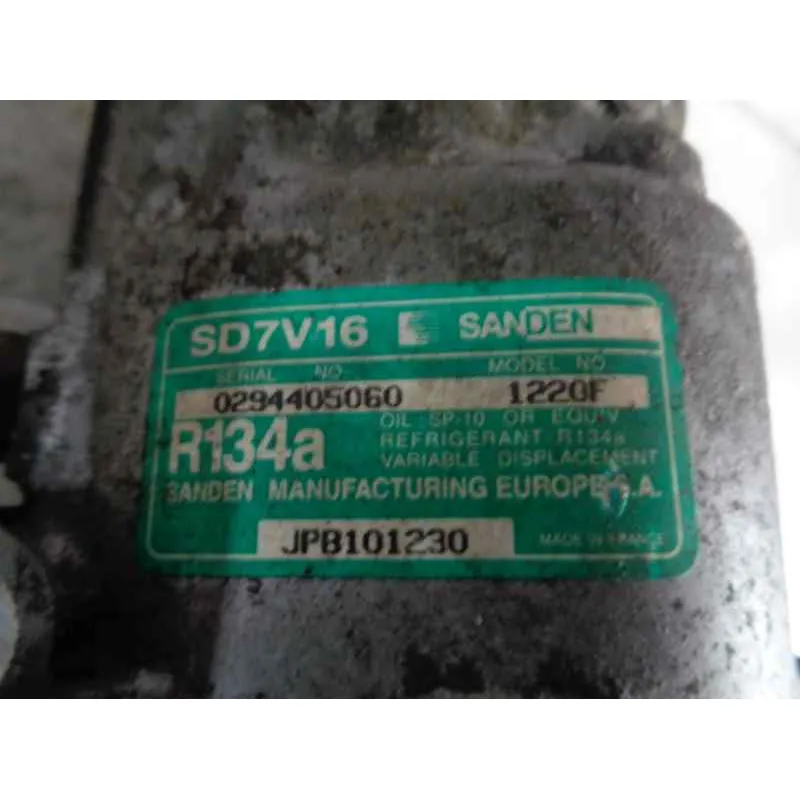 SD7V16 SANDEN
SERIAL NO. MODEL NO.
0294405060 1220F
R134a
OIL SP-10 OR EQU'V
REFRIGERANT R134a
VARIABLE DISPLACEMENT
SANDEN MANUFACTURING EUROPE S.A.
JPB101230 MADE IN FRANCE